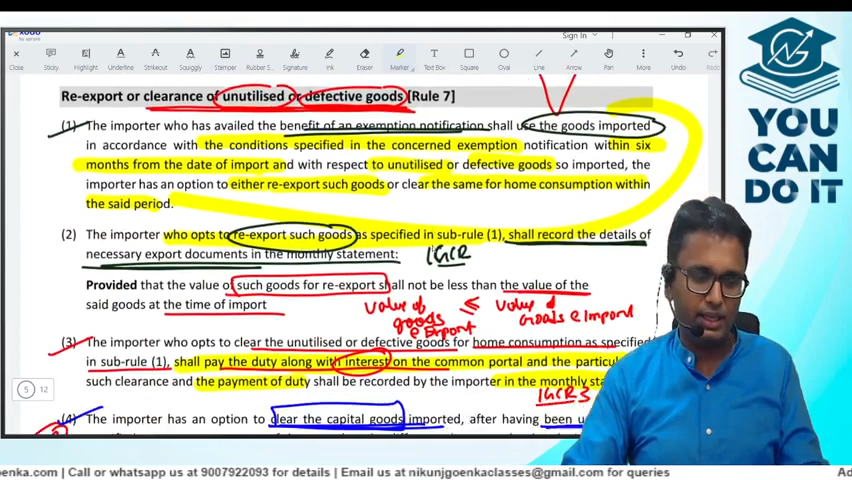 Sign In
Close
Sticky
Highlight
Underline
Strikeout
Squiggly
Stamper
Rubber S..
Signature
Ink
Eraser
Marker
Text Box
Square
Oval
Line
Arrow
Pin
More
Undo
Redo
Re-export or clearance of unutilised or defective goods [Rule 7]
(1) The importer who has availed the benefit of an exemption notification shall use the goods imported
in accordance with the conditions specified in the concerned exemption notification within six
months from the date of import and with respect to unutilised or defective goods so imported, the
importer has an option to either re-export such goods or clear the same for home consumption within
the said period.
(2) The importer who opts to re-export such goods as specified in sub-rule (1), shall record the details of
necessary export documents in the monthly statement:
IGCR
Provided that the value of such goods for re-export shall not be less than the value of the
said goods at the time of import
value of
goods
@ Export
value of
Goods @ Import
(3) The importer who opts to clear the unutilised or defective goods for home consumption as specified
in sub-rule (1), shall pay the duty along with interest on the common portal and the particul
such clearance and the payment of duty shall be recorded by the importer in the monthly sta
IGCR 3
5 12
(4) The importer has an option to clear the capital goods imported, after having been u
NG
YOU
CAN
DO IT
enka.com | Call or whatsapp us at 9007922093 for details | Email us at nikunjgoenkaclasses@gmail.com for queries
Ad